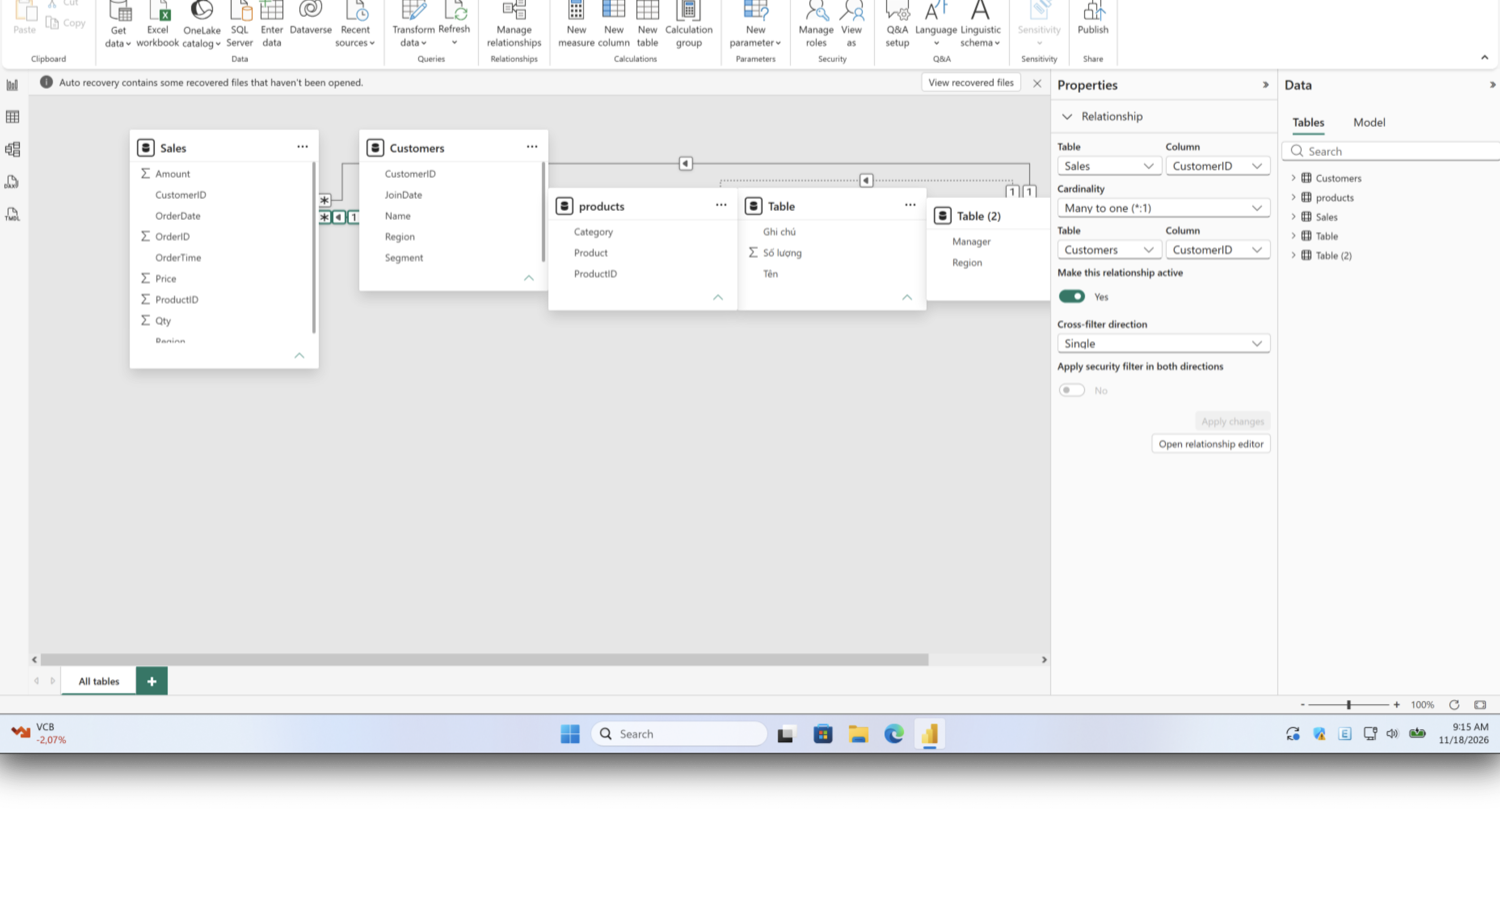 Paste
Cut
Copy
Clipboard
Get data
Excel workbook
OneLake catalog
SQL Server
Enter data
Dataverse
Recent sources
Data
Transform data
Refresh
Queries
Manage relationships
Relationships
New measure
New column
New table
Calculation group
Calculations
New parameter
Parameters
Manage roles
View as
Security
Q&A setup
Language
Linguistic schema
Q&A
Sensitivity
Sensitivity
Publish
Share
Auto recovery contains some recovered files that haven't been opened.
View recovered files
Sales
Amount
CustomerID
OrderDate
OrderID
OrderTime
Price
ProductID
Qty
Region
Customers
CustomerID
JoinDate
Name
Region
Segment
products
Category
Product
ProductID
Table
Ghi chú
Số lượng
Tên
Table (2)
Manager
Region
* 
* 1
1 1
All tables
+
Properties
Relationship
Table Column
Sales CustomerID
Cardinality
Many to one (*:1)
Table Column
Customers CustomerID
Make this relationship active
Yes
Cross-filter direction
Single
Apply security filter in both directions
No
Apply changes
Open relationship editor
Data
Tables Model
Search
Customers
products
Sales
Table
Table (2)
- + 100%
VCB
-2,07%
Search
9:15 AM
11/18/2026